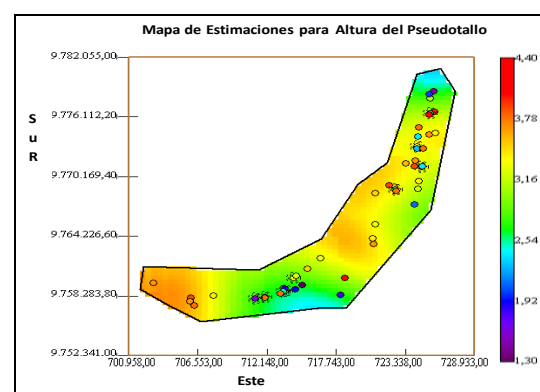 Mapa de Estimaciones para Altura del Pseudotallo
9.782.055,00
9.776.112,20
9.770.169,40
9.764.226,60
9.758.283,80
9.752.341.00
S
u
R
700.958,00 706.553,00 712.148,00 717.743,00 723.338,00 728.933,00
Este
4,40
3,78
3,16
2,54
1,92
1,30